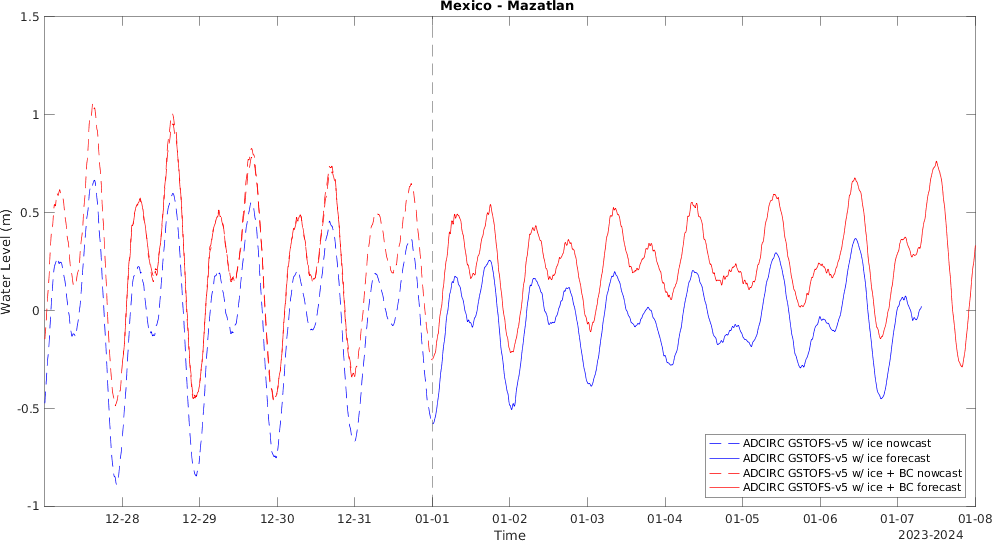 Mexico - Mazatlan
Water Level (m)
1.5
1
0.5
0
-0.5
-1
12-28
12-29
12-30
12-31
01-01
01-02
01-03
01-04
01-05
01-06
01-07
01-08
Time
2023-2024
ADCIRC GSTOFS-v5 w/ ice nowcast
ADCIRC GSTOFS-v5 w/ ice forecast
ADCIRC GSTOFS-v5 w/ ice + BC nowcast
ADCIRC GSTOFS-v5 w/ ice + BC forecast